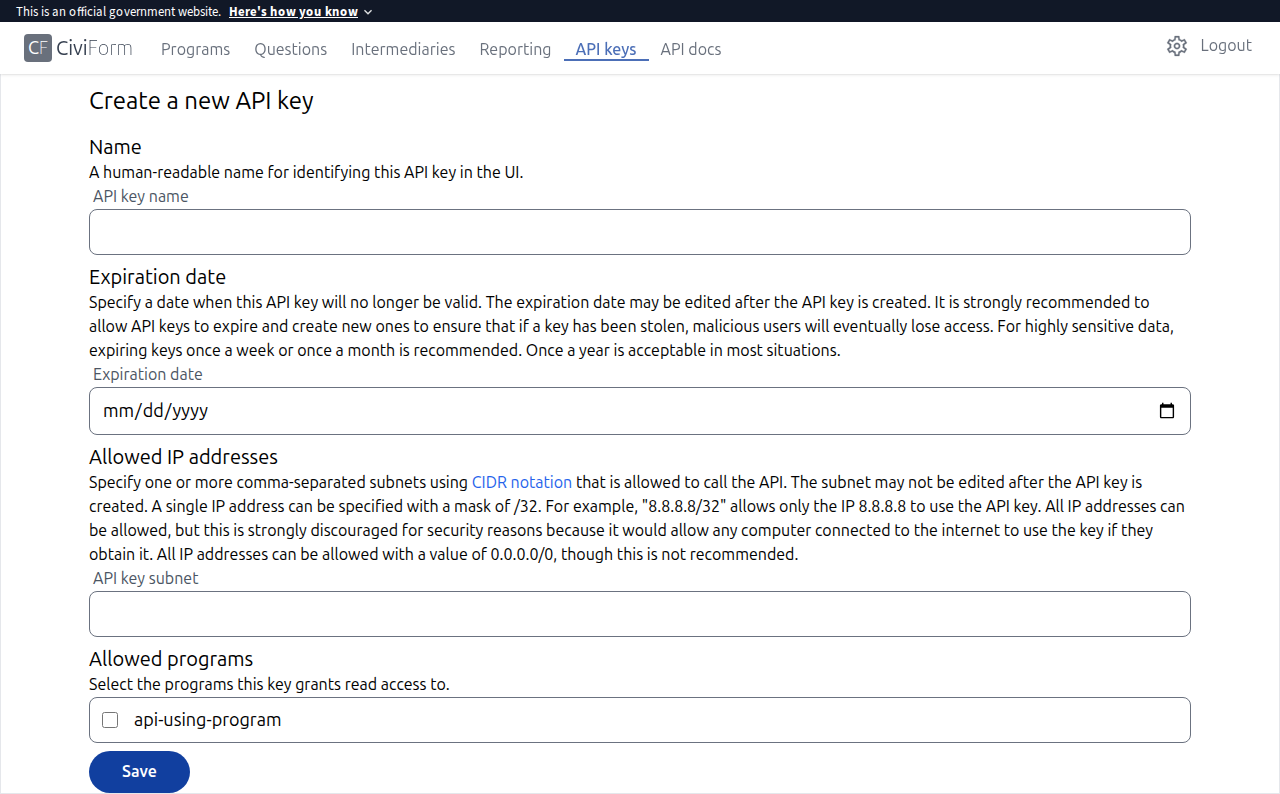 This is an official government website. Here's how you know
CF CiviForm Programs Questions Intermediaries Reporting API keys API docs Logout
Create a new API key
Name
A human-readable name for identifying this API key in the UI.
API key name
Expiration date
Specify a date when this API key will no longer be valid. The expiration date may be edited after the API key is created. It is strongly recommended to
allow API keys to expire and create new ones to ensure that if a key has been stolen, malicious users will eventually lose access. For highly sensitive data,
expiring keys once a week or once a month is recommended. Once a year is acceptable in most situations.
Expiration date
mm/dd/yyyy
Allowed IP addresses
Specify one or more comma-separated subnets using CIDR notation that is allowed to call the API. The subnet may not be edited after the API key is
created. A single IP address can be specified with a mask of /32. For example, "8.8.8.8/32" allows only the IP 8.8.8.8 to use the API key. All IP addresses can
be allowed, but this is strongly discouraged for security reasons because it would allow any computer connected to the internet to use the key if they
obtain it. All IP addresses can be allowed with a value of 0.0.0.0/0, though this is not recommended.
API key subnet
Allowed programs
Select the programs this key grants read access to.
api-using-program
Save